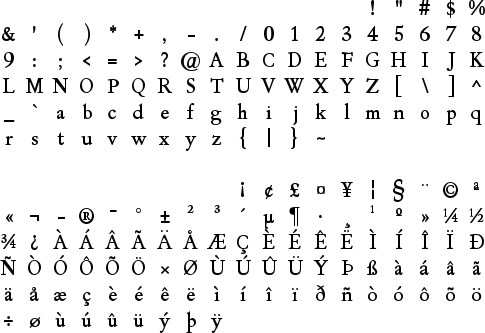 ! " # $ %
& ' ( ) * + , - . / 0 1 2 3 4 5 6 7 8
9 : ; < = > ? @ A B C D E F G H I J K
L M N O P Q R S T U V W X Y Z [ \ ] ^
_ ` a b c d e f g h i j k l m n o p q
r s t u v w x y z { | } ~
¡ ¢ £ ¤ ¥ ¦ § ¨ © ª
« ¬ - ® ¯ ° ± ² ³ ´ µ ¶ · ¸ ¹ º » ¼ ½
¾ ¿ À Á Â Ã Ä Å Æ Ç È É Ê Ë Ì Í Î Ï Ð
Ñ Ò Ó Ô Õ Ö × Ø Ù Ú Û Ü Ý Þ ß à á â ã
ä å æ ç è é ê ë ì í î ï ð ñ ò ó ô õ ö
÷ ø ù ú û ü ý þ ÿ